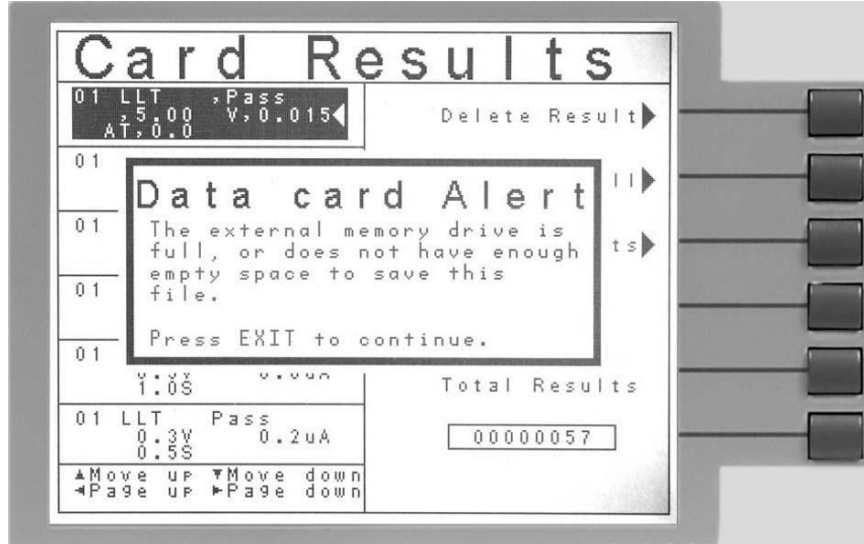 Card Results
01 LLT ,Pass
,5.00 V,0.015
AT,0.0
Delete Result
01
ll
01
ts
01
01
Data card Alert
The external memory drive is
full, or does not have enough
empty space to save this
file.
Press EXIT to continue.
1.0S
Total Results
01 LLT Pass
0.3V 0.2uA
0.5S
00000057
▲Move up ▼Move down
◄Page up ►Page down